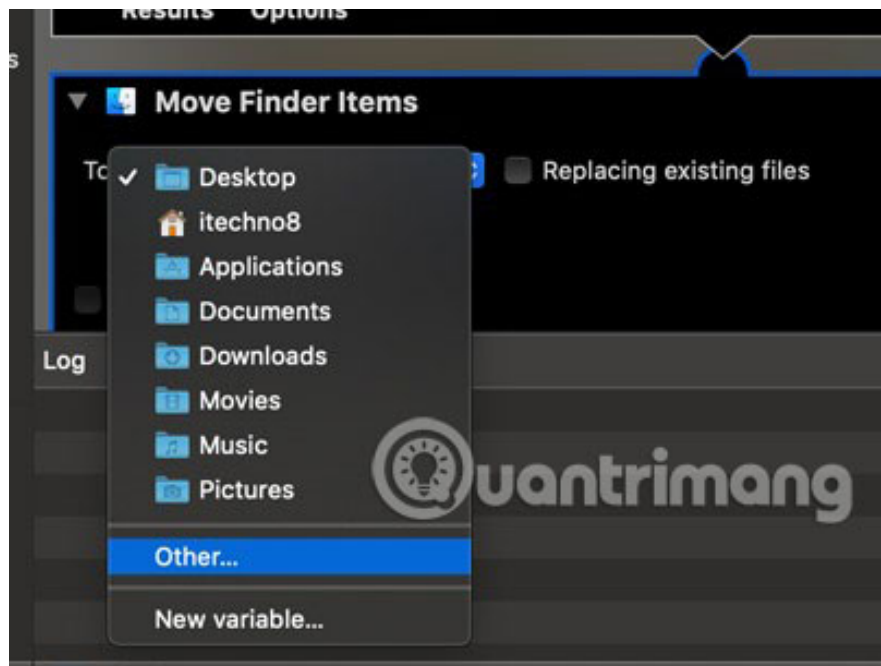 Results Options
s
Move Finder Items
To
Desktop
Replacing existing files
itechno8
Applications
Documents
Log
Downloads
Movies
Music
Pictures
Quantrimang
Other...
New variable...